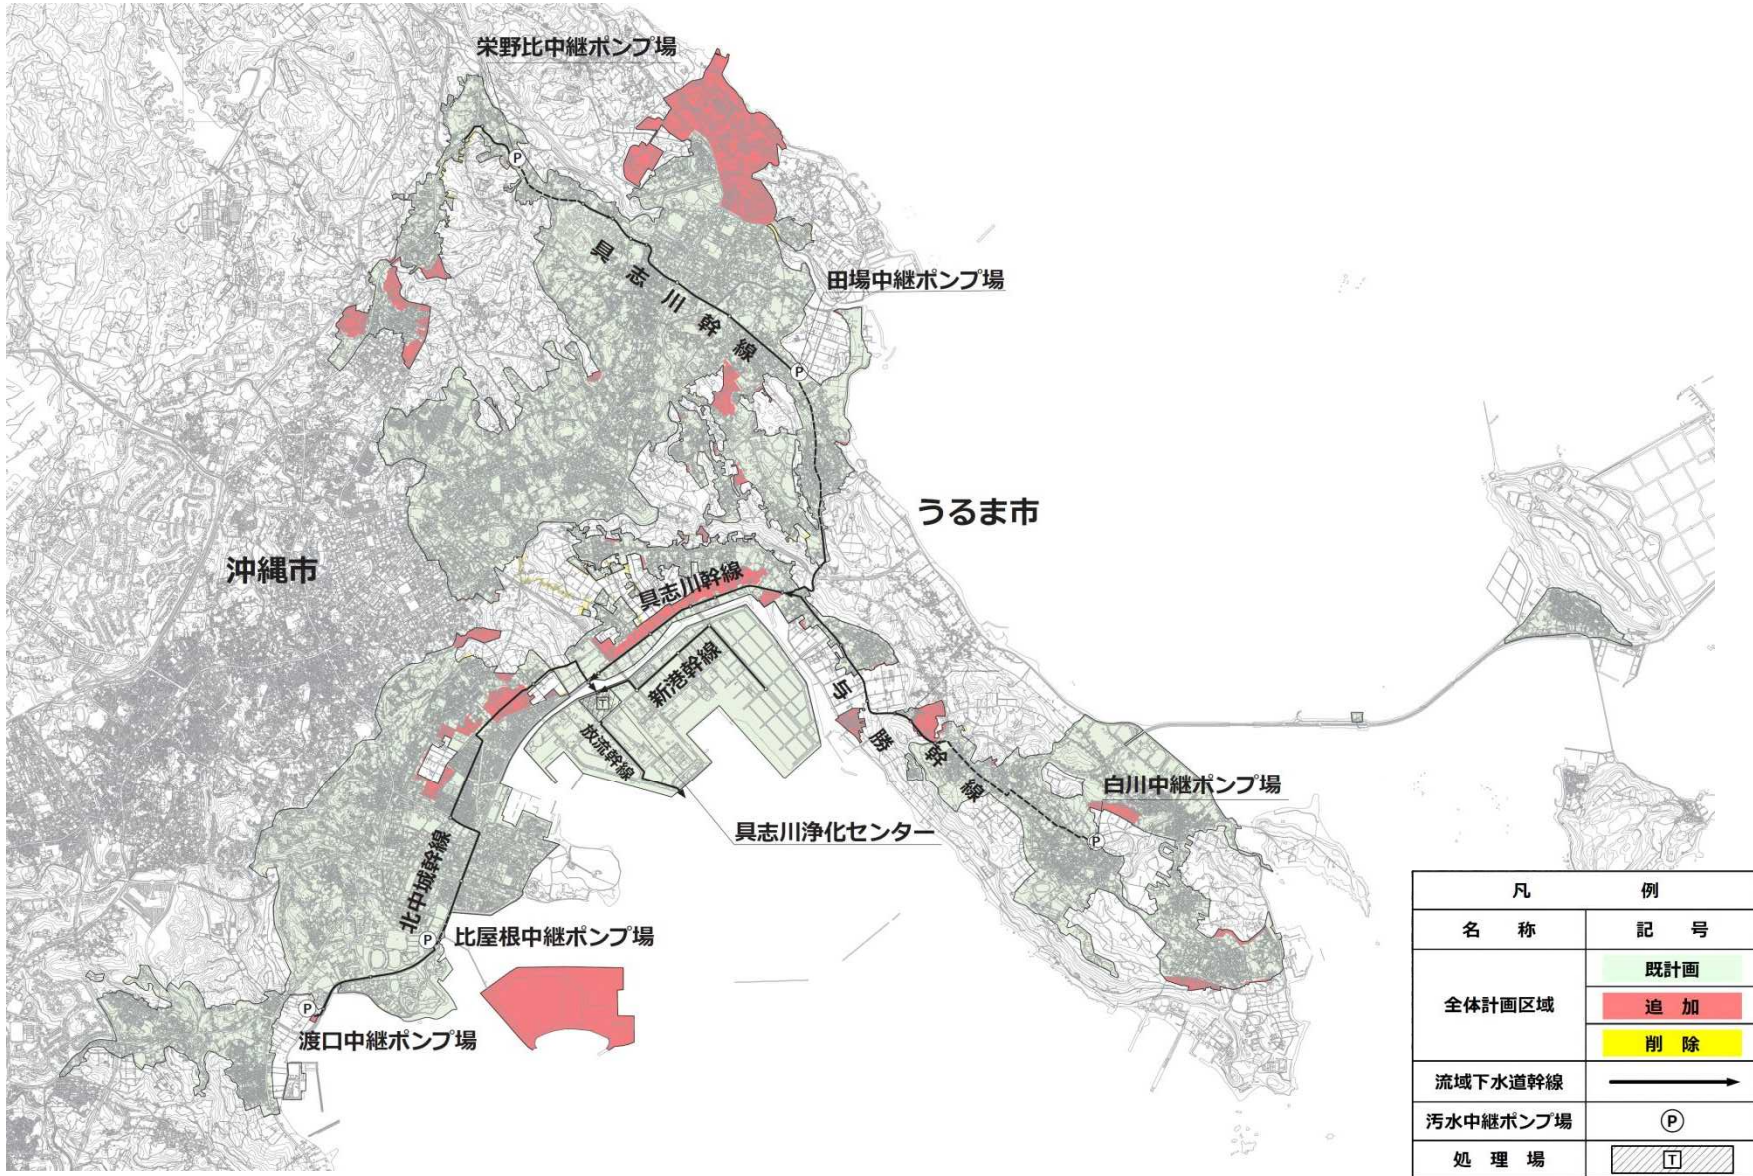 栄野比中継ポンプ場
P
具志川幹線
田場中継ポンプ場
P
うるま市
沖縄市
具志川幹線
新港幹線
T
放流幹線
与勝幹線
白川中継ポンプ場
P
具志川浄化センター
北中城幹線
P
比屋根中継ポンプ場
P
渡口中継ポンプ場
凡 例
名 称 記 号
全体計画区域 既計画
追 加
削 除
流域下水道幹線
汚水中継ポンプ場 P
処 理 場 T